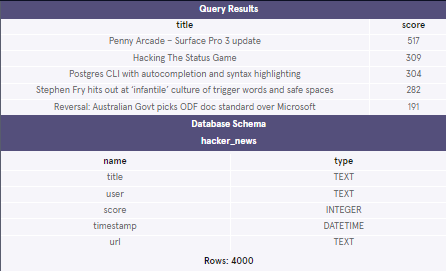 Query Results
title score
Penny Arcade – Surface Pro 3 update 517
Hacking The Status Game 309
Postgres CLI with autocompletion and syntax highlighting 304
Stephen Fry hits out at ‘infantile’ culture of trigger words and safe spaces 282
Reversal: Australian Govt picks ODF doc standard over Microsoft 191
Database Schema
hacker_news
name type
title TEXT
user TEXT
score INTEGER
timestamp DATETIME
url TEXT
Rows: 4000